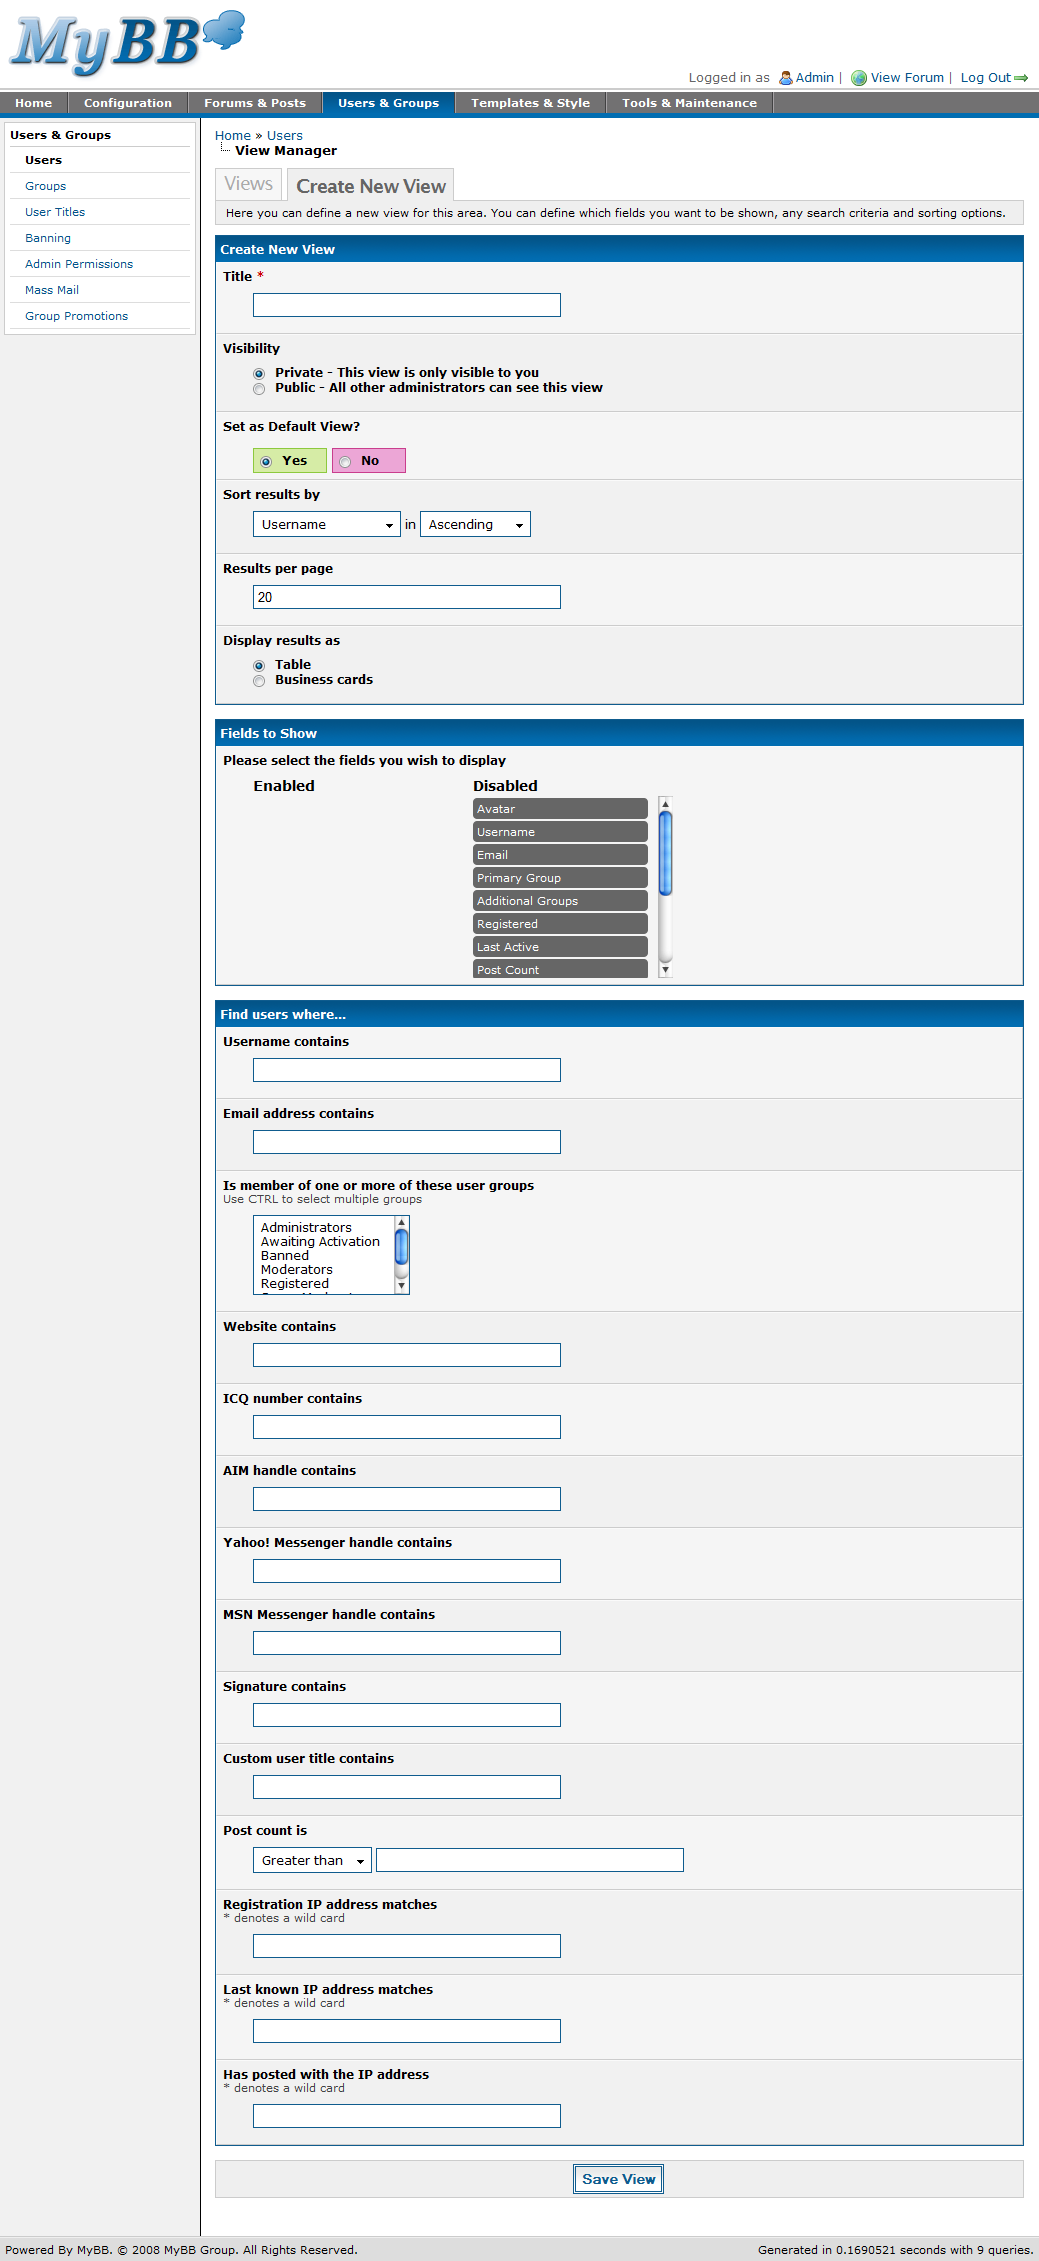 MyBB
Logged in as Admin | View Forum | Log Out
Home Configuration Forums & Posts Users & Groups Templates & Style Tools & Maintenance
Users & Groups
Users
Groups
User Titles
Banning
Admin Permissions
Mass Mail
Group Promotions
Home » Users
View Manager
Views Create New View
Here you can define a new view for this area. You can define which fields you want to be shown, any search criteria and sorting options.
Create New View
Title *
Visibility
Private - This view is only visible to you
Public - All other administrators can see this view
Set as Default View?
Yes No
Sort results by
Username in Ascending
Results per page
20
Display results as
Table
Business cards
Fields to Show
Please select the fields you wish to display
Enabled Disabled
Avatar
Username
Email
Primary Group
Additional Groups
Registered
Last Active
Post Count
Find users where...
Username contains
Email address contains
Is member of one or more of these user groups
Use CTRL to select multiple groups
Administrators
Awaiting Activation
Banned
Moderators
Registered
Website contains
ICQ number contains
AIM handle contains
Yahoo! Messenger handle contains
MSN Messenger handle contains
Signature contains
Custom user title contains
Post count is
Greater than
Registration IP address matches
* denotes a wild card
Last known IP address matches
* denotes a wild card
Has posted with the IP address
* denotes a wild card
Save View
Powered By MyBB. © 2008 MyBB Group. All Rights Reserved. Generated in 0.1690521 seconds with 9 queries.